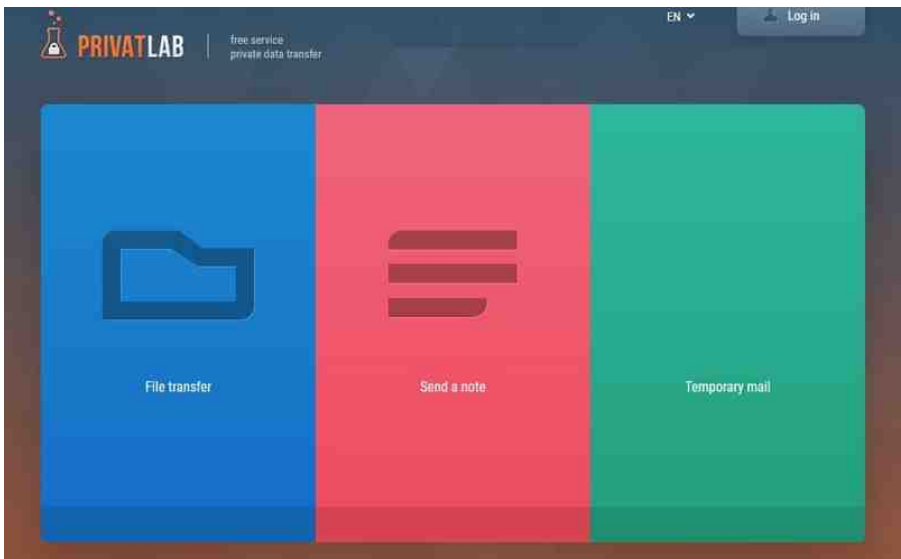 EN
Log in
PRIVATLAB
free service
private data transfer
File transfer
Send a note
Temporary mail